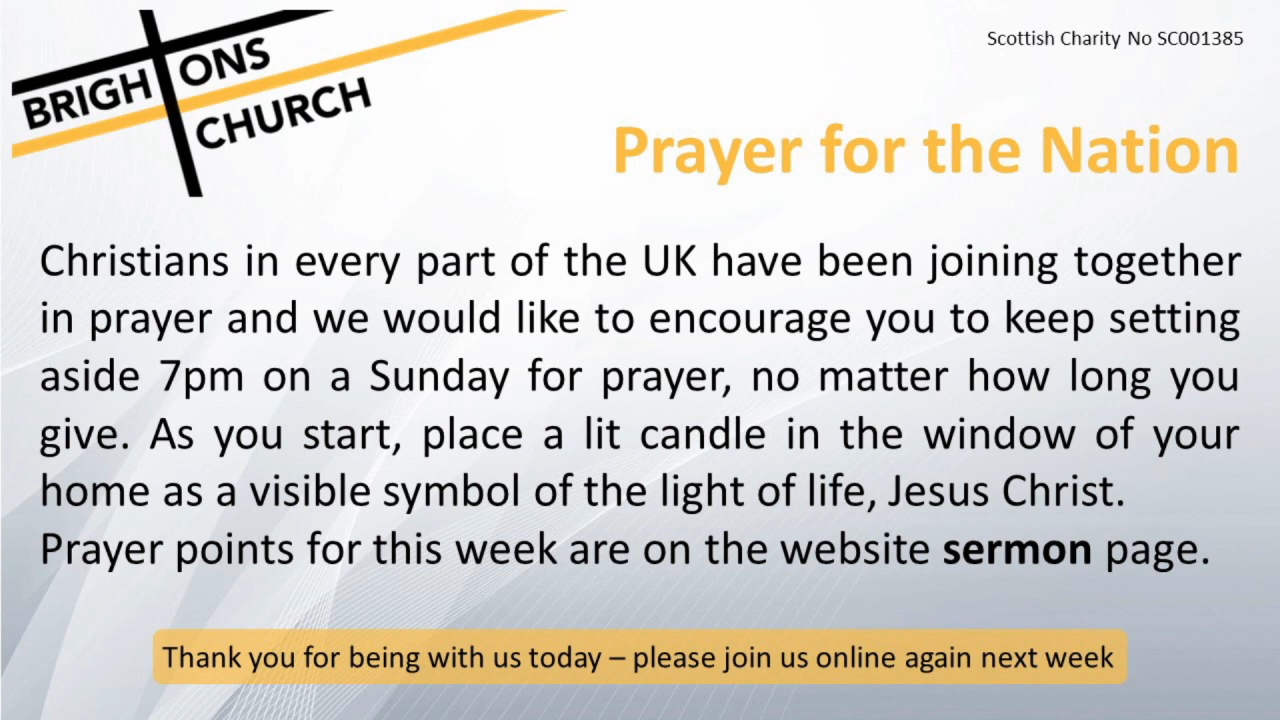 BRIGHTONS
CHURCH
Scottish Charity No SC001385
Prayer for the Nation
Christians in every part of the UK have been joining together
in prayer and we would like to encourage you to keep setting
aside 7pm on a Sunday for prayer, no matter how long you
give. As you start, place a lit candle in the window of your
home as a visible symbol of the light of life, Jesus Christ.
Prayer points for this week are on the website sermon page.
Thank you for being with us today – please join us online again next week